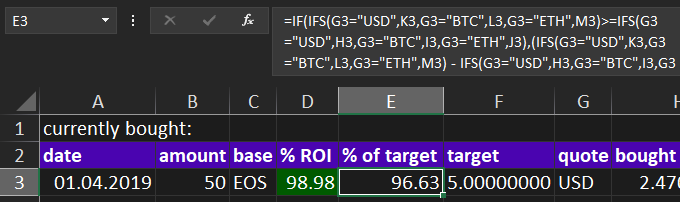 E3
fx
=IF(IFS(G3="USD",K3,G3="BTC",L3,G3="ETH",M3)>=IFS(G3
="USD",H3,G3="BTC",I3,G3="ETH",J3),(IFS(G3="USD",K3,G3
="BTC",L3,G3="ETH",M3) - IFS(G3="USD",H3,G3="BTC",I3,G3
A B C D E F G
1 currently bought:
2 date amount base % ROI % of target target quote bought
3 01.04.2019 50 EOS 98.98 96.63 5.00000000 USD 2.470